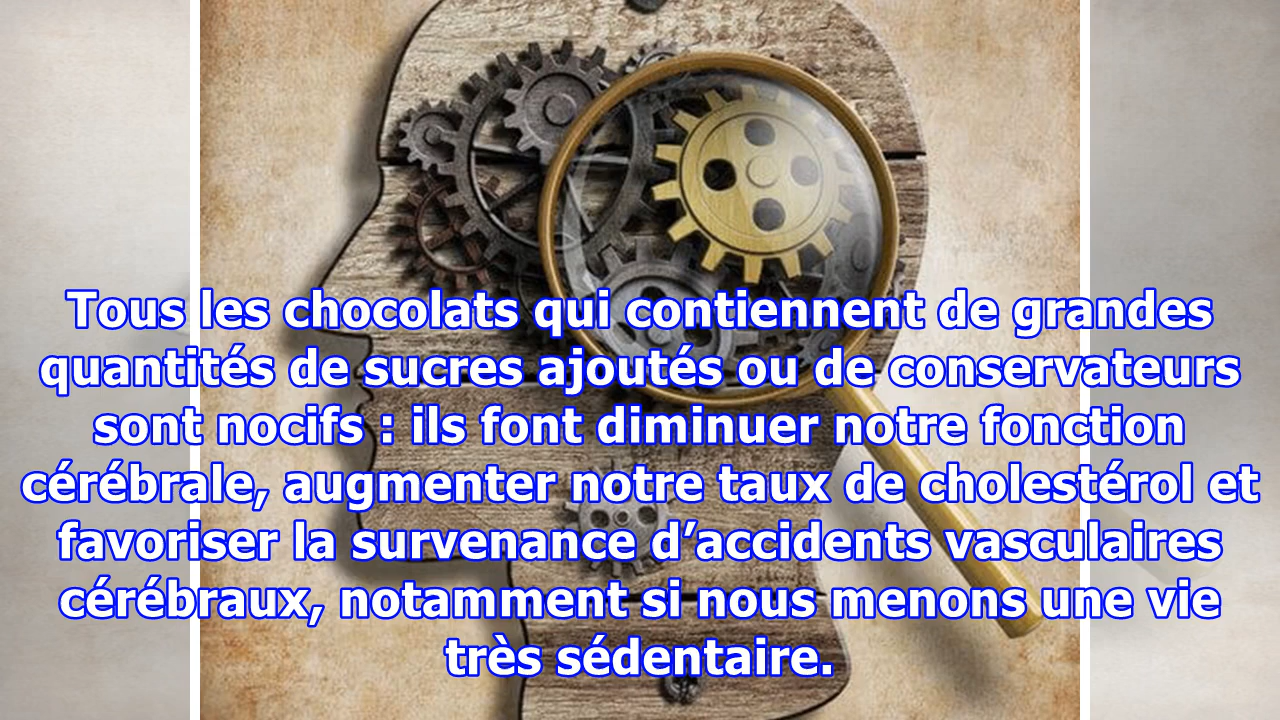 Tous les chocolats qui contiennent de grandes
quantités de sucres ajoutés ou de conservateurs
sont nocifs : ils font diminuer notre fonction
cérébrale, augmenter notre taux de cholestérol et
favoriser la survenance d’accidents vasculaires
cérébraux, notamment si nous menons une vie
très sédentaire.